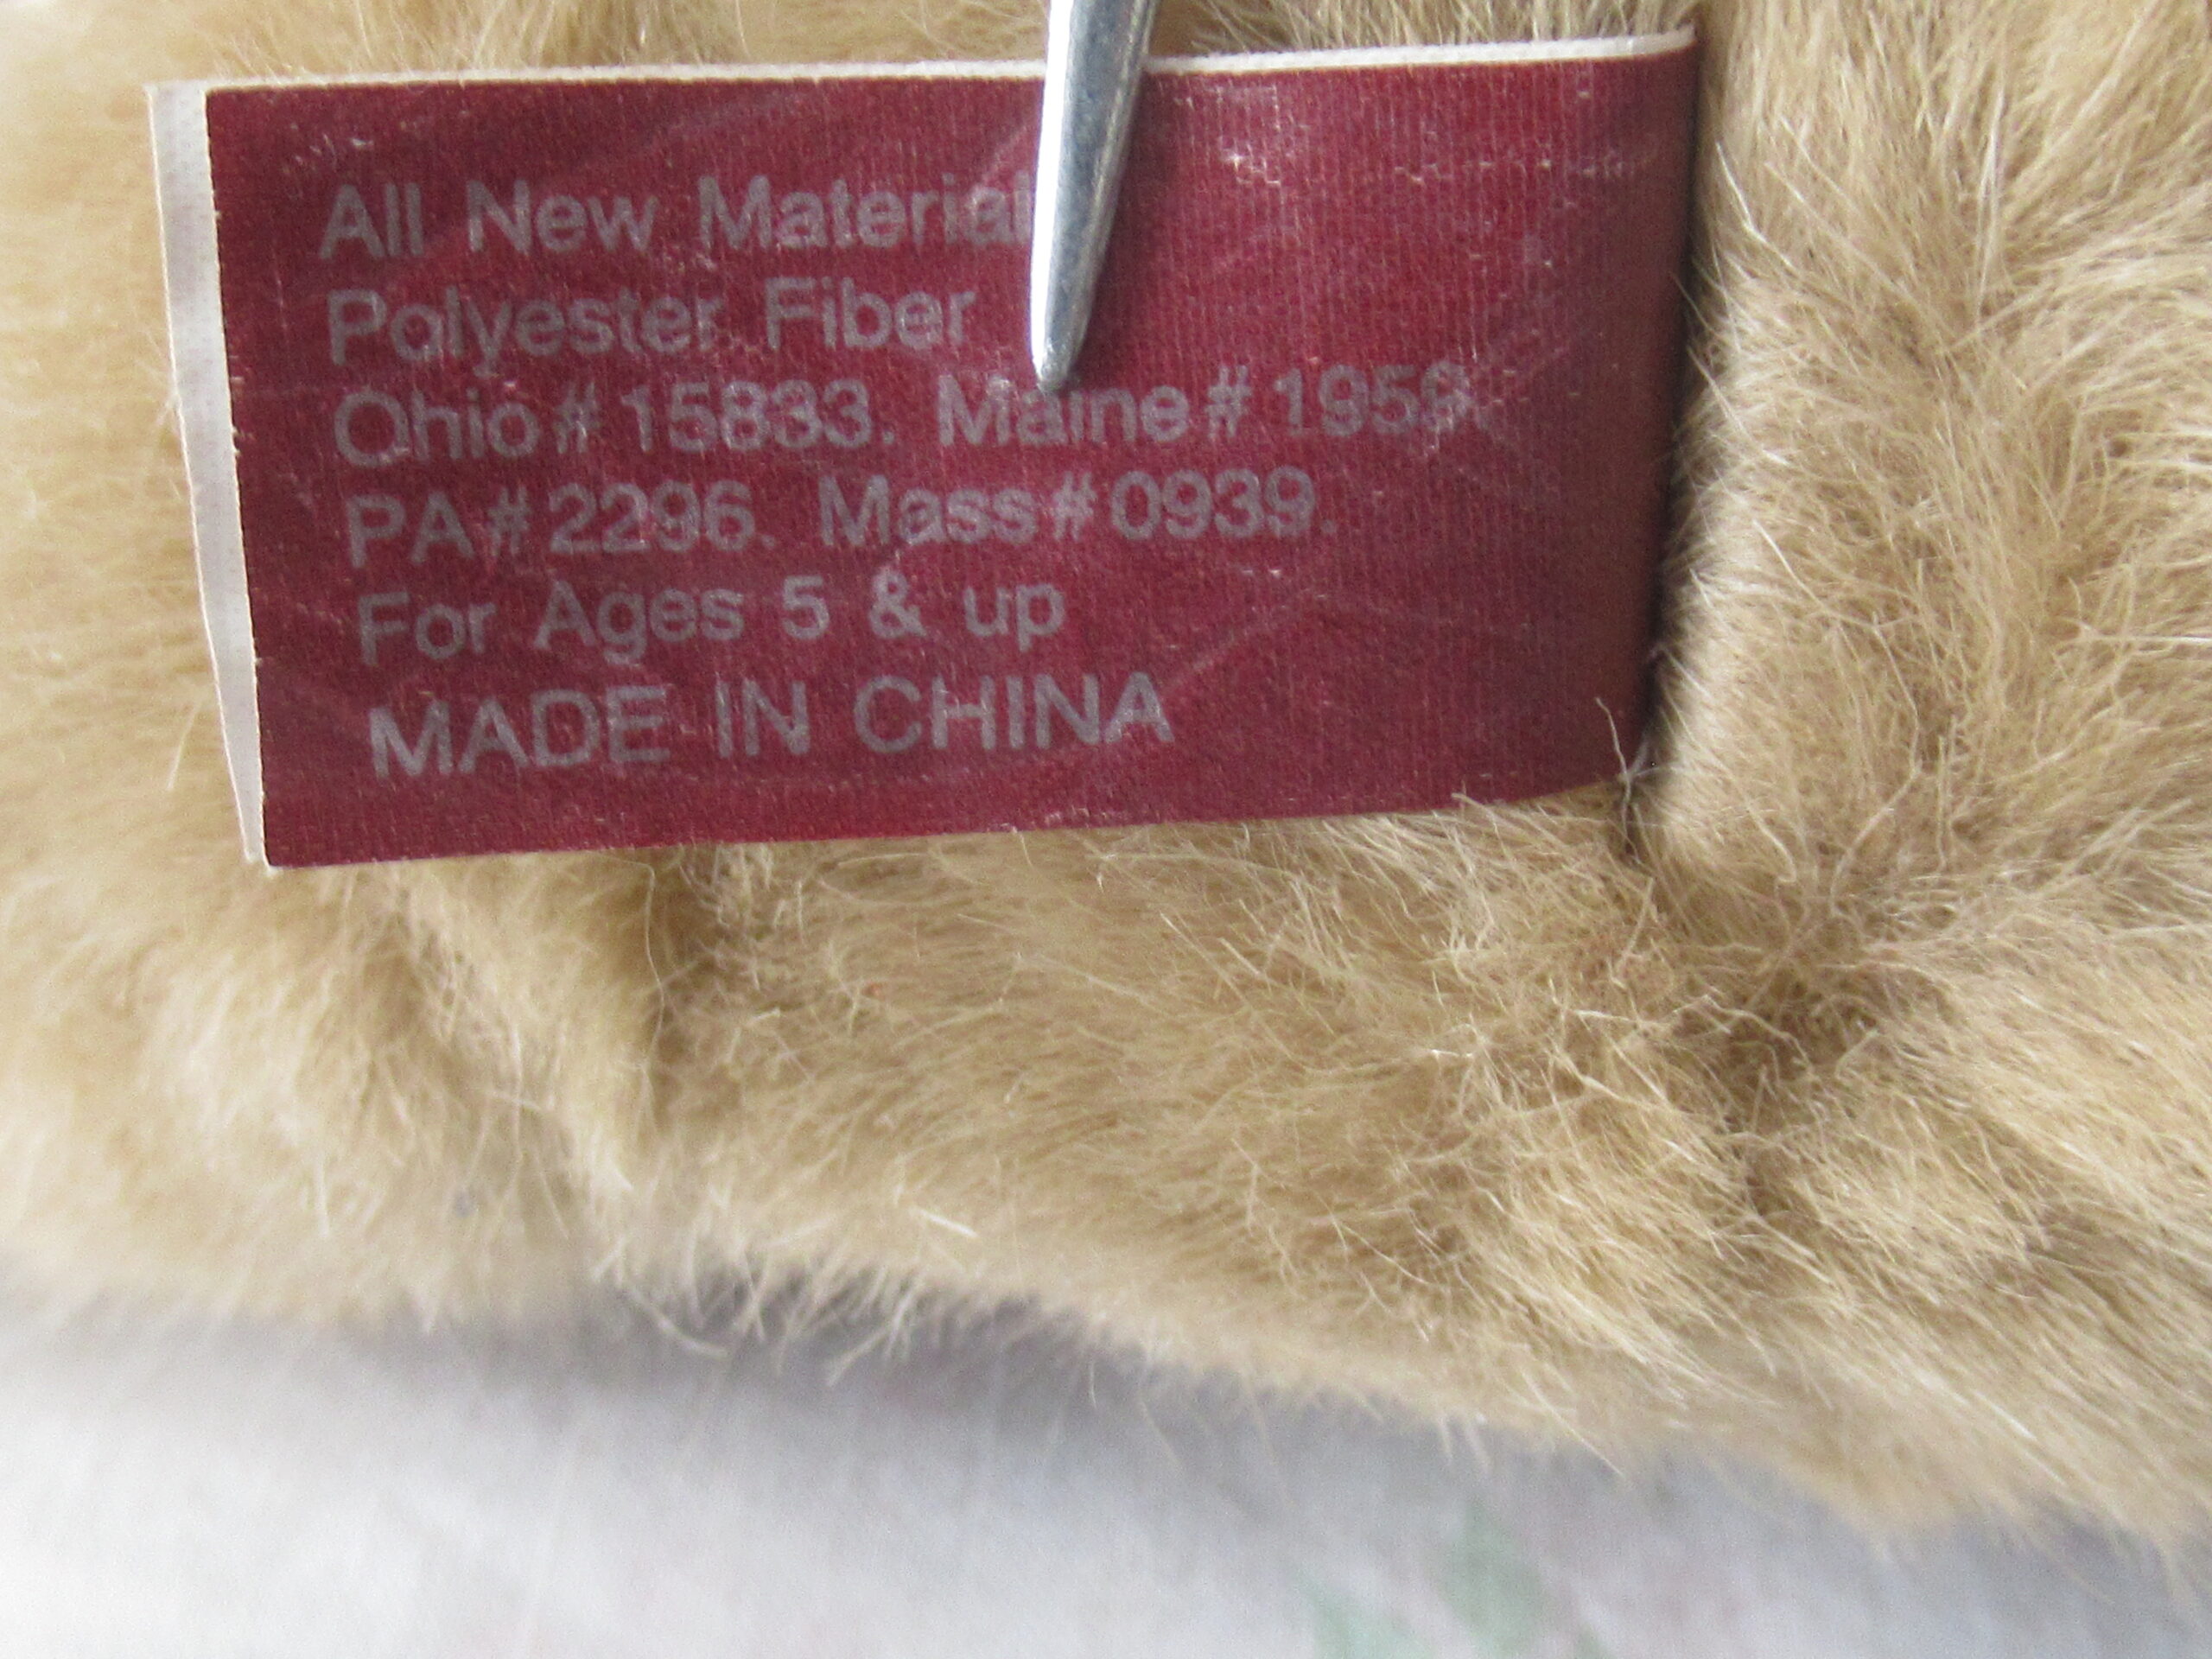 All New Material
Polyester Fiber
Ohio # 15833. Maine #
PA # 2296. Mass # 0939.
For Ages 5 & up
MADE IN CHINA